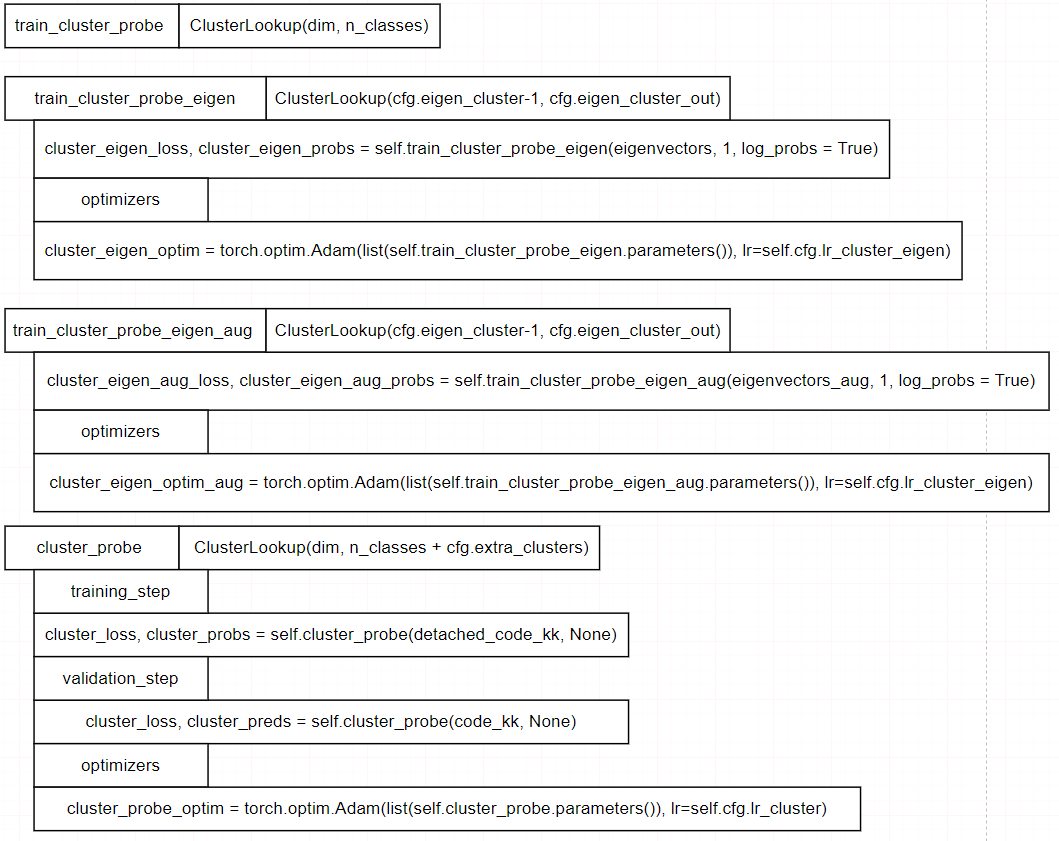 train_cluster_probe ClusterLookup(dim, n_classes)
train_cluster_probe_eigen ClusterLookup(cfg.eigen_cluster-1, cfg.eigen_cluster_out)
cluster_eigen_loss, cluster_eigen_probs = self.train_cluster_probe_eigen(eigenvectors, 1, log_probs = True)
optimizers
cluster_eigen_optim = torch.optim.Adam(list(self.train_cluster_probe_eigen.parameters()), lr=self.cfg.lr_cluster_eigen)
train_cluster_probe_eigen_aug ClusterLookup(cfg.eigen_cluster-1, cfg.eigen_cluster_out)
cluster_eigen_aug_loss, cluster_eigen_aug_probs = self.train_cluster_probe_eigen_aug(eigenvectors_aug, 1, log_probs = True)
optimizers
cluster_eigen_optim_aug = torch.optim.Adam(list(self.train_cluster_probe_eigen_aug.parameters()), lr=self.cfg.lr_cluster_eigen)
cluster_probe ClusterLookup(dim, n_classes + cfg.extra_clusters)
training_step
cluster_loss, cluster_probs = self.cluster_probe(detached_code_kk, None)
validation_step
cluster_loss, cluster_preds = self.cluster_probe(code_kk, None)
optimizers
cluster_probe_optim = torch.optim.Adam(list(self.cluster_probe.parameters()), lr=self.cfg.lr_cluster)